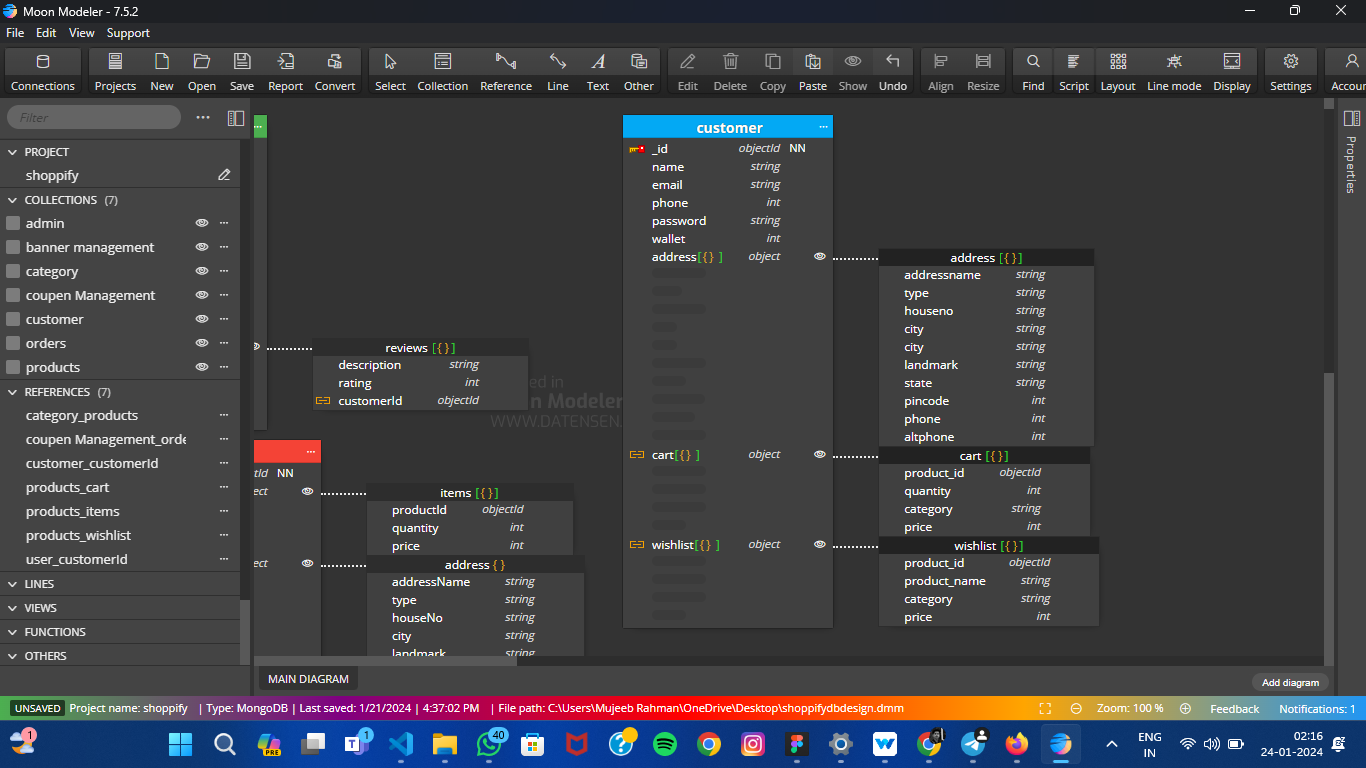 Moon Modeler - 7.5.2
File Edit View Support
Connections Projects New Open Save Report Convert Select Collection Reference Line Text Other Edit Delete Copy Paste Show Undo Align Resize Find Script Layout Line mode Display Settings Accour
Filter
PROJECT
shoppify
COLLECTIONS (7)
admin
banner management
category
coupen Management
customer
orders
products
REFERENCES (7)
category_products
coupen Management_orde
customer_customerId
products_cart
products_items
products_wishlist
user_customerId
LINES
VIEWS
FUNCTIONS
OTHERS
reviews [{}]
description string
rating int
customerId objectId
ed in
n Modeler
WWW.DATENSEN.
tId NN
ect
items [{}]
productId objectId
quantity int
price int
ect
address {}
addressName string
type string
houseNo string
city string
landmark string
customer
_id objectId NN
name string
email string
phone int
password string
wallet int
address[{} ] object
cart[{} ] object
wishlist[{} ] object
address [{}]
addressname string
type string
houseno string
city string
city string
landmark string
state string
pincode int
phone int
altphone int
cart [{}]
product_id objectId
quantity int
category string
price int
wishlist [{}]
product_id objectId
product_name string
category string
price int
Properties
MAIN DIAGRAM
Add diagram
UNSAVED Project name: shoppify | Type: MongoDB | Last saved: 1/21/2024 | 4:37:02 PM | File path: C:\Users\Mujeeb Rahman\OneDrive\Desktop\shoppifydbdesign.dmm Zoom: 100 % Feedback Notifications: 1
1 PRE 1 40 ENG
IN
02:16
24-01-2024